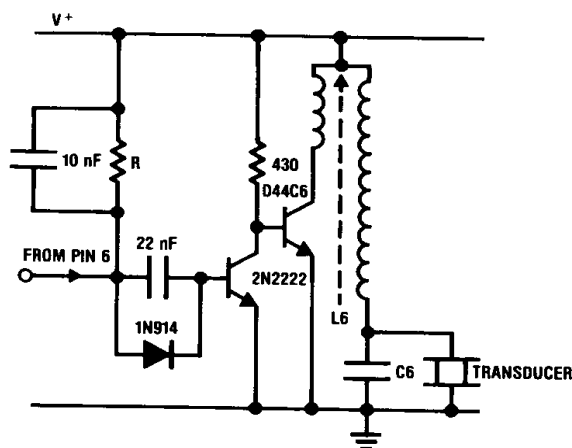 V+
10 nF
R
430
D44C6
FROM PIN 6
22 nF
2N2222
1N914
L6
C6
TRANSDUCER